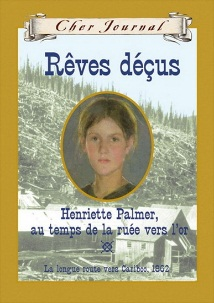 Cher Journal
Rêves déçus
Henriette Palmer,
au temps de la ruée vers l'or
La longue route vers Cariboo, 1862